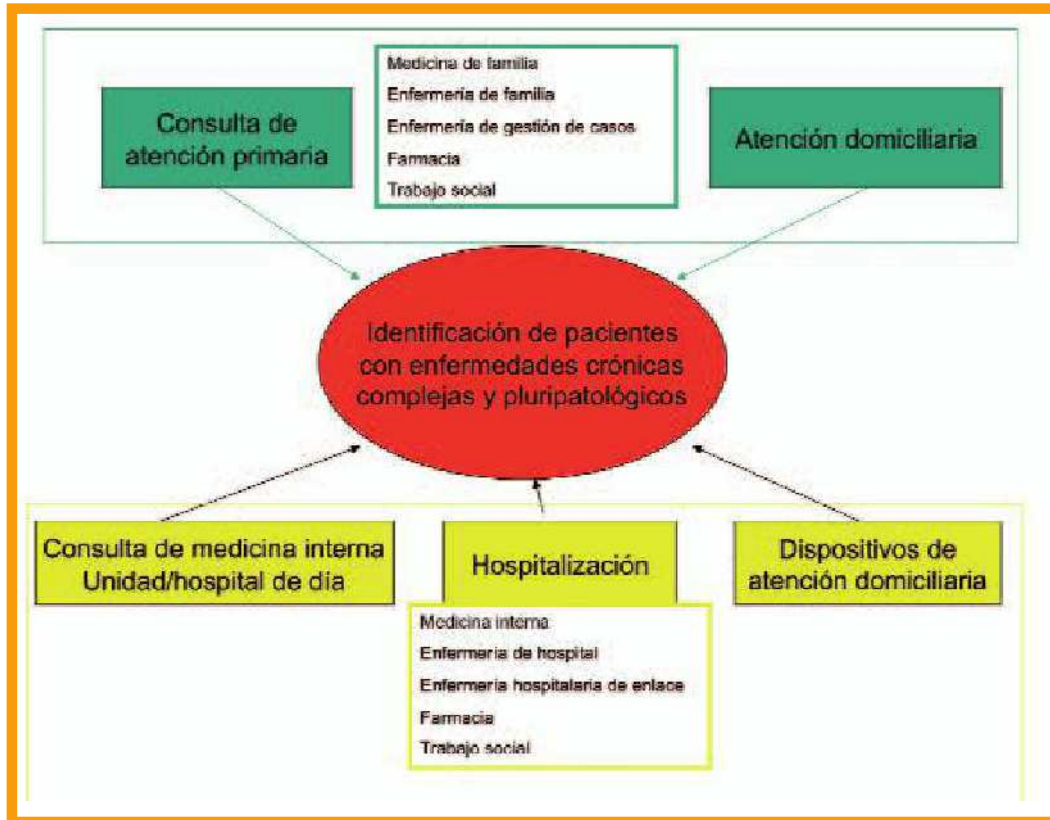 Medicina de familia
Enfermería de familia
Enfermería de gestión de casos
Farmacia
Trabajo social
Consulta de
atención primaria
Atención domiciliaria
Identificación de pacientes
con enfermedades crónicas
complejas y pluripatológicos
Consulta de medicina interna
Unidad/hospital de día
Hospitalización
Dispositivos de
atención domiciliaria
Medicina interna
Enfermería de hospital
Enfermería hospitalaria de enlace
Farmacia
Trabajo social